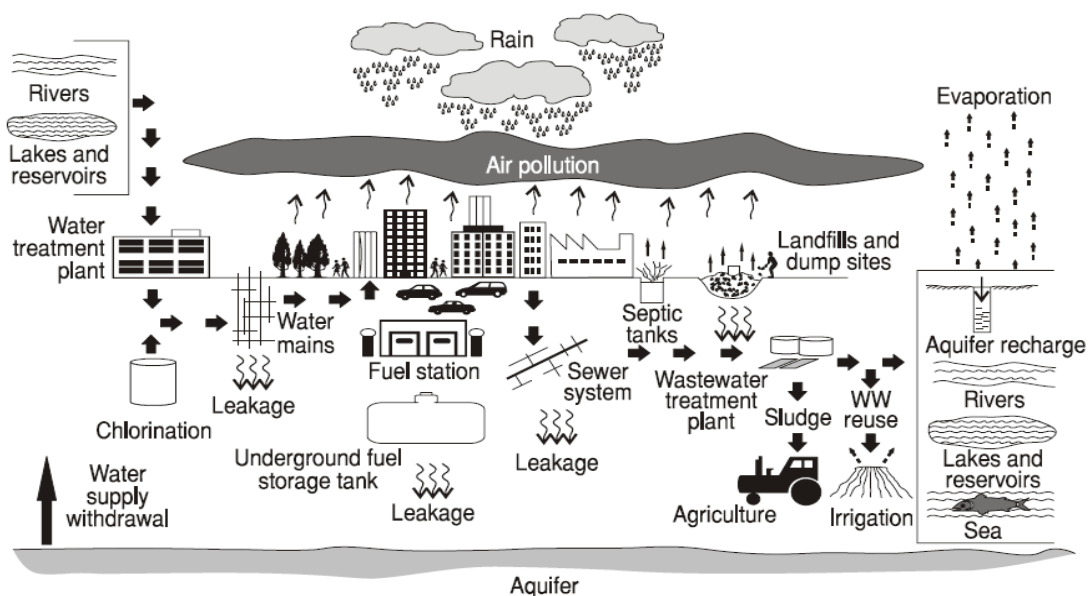 Rain
Rivers
Lakes and
reservoirs
Evaporation
Air pollution
Water
treatment
plant
Landfills and
dump sites
Water
mains
Septic
tanks
Aquifer recharge
Fuel station
Sewer
system
Wastewater
treatment
plant
Sludge
WW
reuse
Rivers
Leakage
Chlorination
Underground fuel
storage tank
Leakage
Lakes and
reservoirs
Water
supply
withdrawal
Leakage
Agriculture
Irrigation
Sea
Aquifer